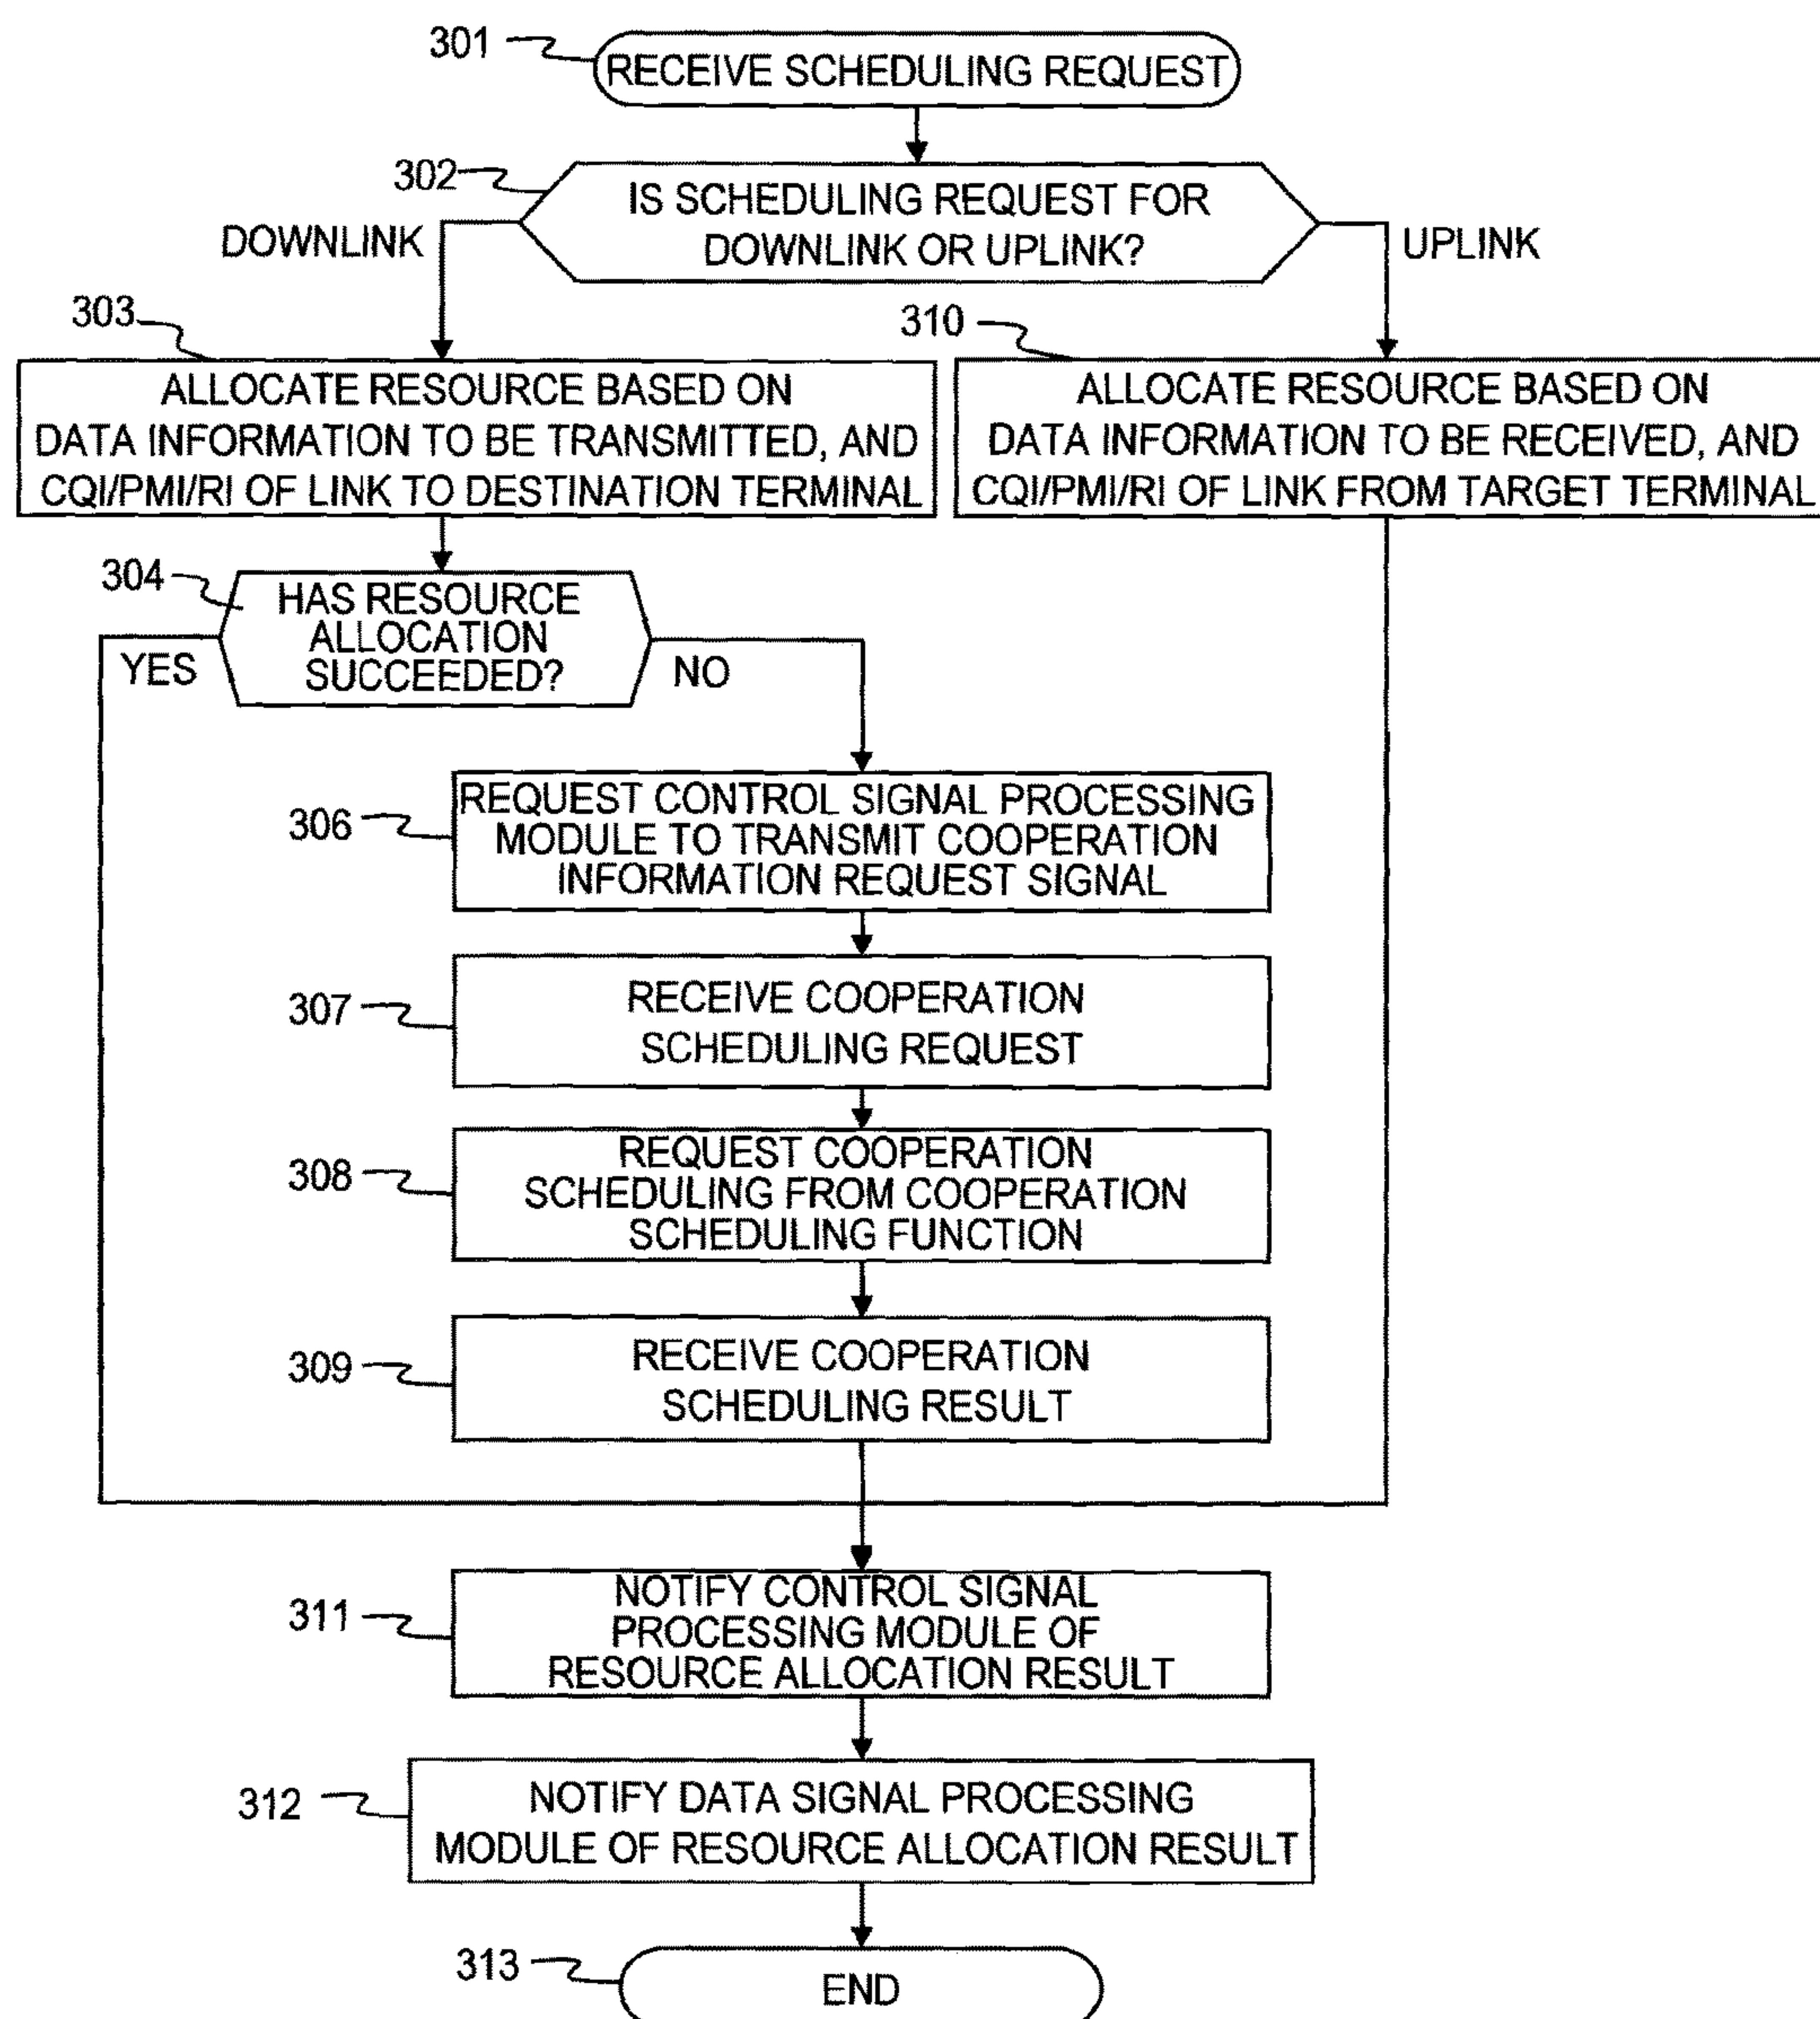 301
RECEIVE SCHEDULING REQUEST
302
IS SCHEDULING REQUEST FOR
DOWNLINK OR UPLINK?
DOWNLINK
UPLINK
303
310
ALLOCATE RESOURCE BASED ON
DATA INFORMATION TO BE TRANSMITTED, AND
CQI/PMI/RI OF LINK TO DESTINATION TERMINAL
ALLOCATE RESOURCE BASED ON
DATA INFORMATION TO BE RECEIVED, AND
CQI/PMI/RI OF LINK FROM TARGET TERMINAL
304
HAS RESOURCE
ALLOCATION
SUCCEEDED?
YES
NO
306
REQUEST CONTROL SIGNAL PROCESSING
MODULE TO TRANSMIT COOPERATION
INFORMATION REQUEST SIGNAL
307
RECEIVE COOPERATION
SCHEDULING REQUEST
308
REQUEST COOPERATION
SCHEDULING FROM COOPERATION
SCHEDULING FUNCTION
309
RECEIVE COOPERATION
SCHEDULING RESULT
311
NOTIFY CONTROL SIGNAL
PROCESSING MODULE OF
RESOURCE ALLOCATION RESULT
312
NOTIFY DATA SIGNAL PROCESSING
MODULE OF RESOURCE ALLOCATION RESULT
313
END